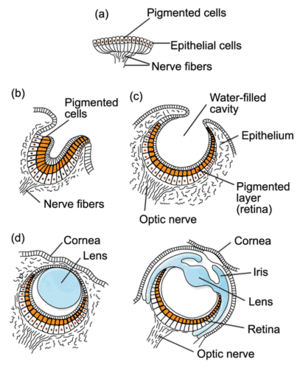 (a)
Pigmented cells
Epithelial cells
Nerve fibers
(b)
Pigmented
cells
Nerve fibers
(c)
Water-filled
cavity
Epithelium
Pigmented
layer
(retina)
Optic nerve
(d)
Cornea
Lens
Cornea
Iris
Lens
Retina
Optic nerve